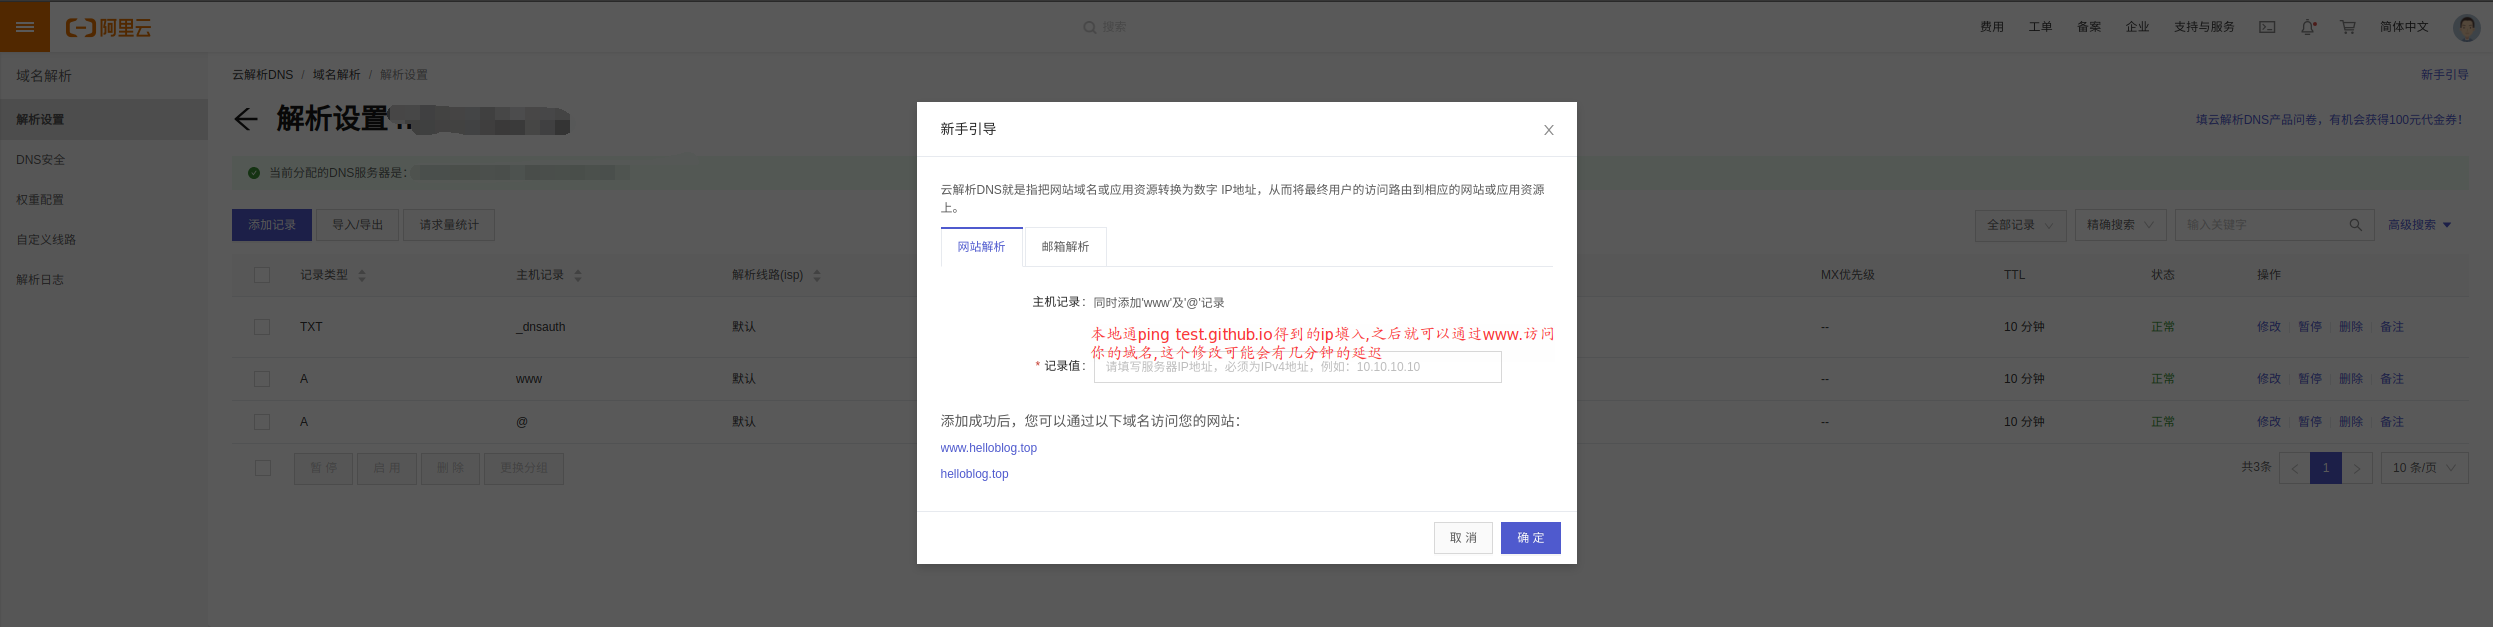 阿里云
搜索
费用 工单 备案 企业 支持与服务 简体中文
域名解析
解析设置
DNS安全
权重配置
自定义线路
解析日志
云解析DNS / 域名解析 / 解析设置
新手引导
解析设置
填云解析DNS产品问卷，有机会获得100元代金券！
当前分配的DNS服务器是：
添加记录 导入/导出 请求量统计
全部记录 精确搜索 输入关键字 高级搜索
记录类型 主机记录 解析线路(isp) MX优先级 TTL 状态 操作
TXT _dnsauth 默认 -- 10 分钟 正常 修改 暂停 删除 备注
A www 默认 -- 10 分钟 正常 修改 暂停 删除 备注
A @ 默认 -- 10 分钟 正常 修改 暂停 删除 备注
暂 停 启 用 删 除 更换分组
共3条 1 10 条/页
新手引导
云解析DNS就是指把网站域名或应用资源转换为数字 IP地址，从而将最终用户的访问路由到相应的网站或应用资源
上。
网站解析 邮箱解析
主机记录： 同时添加'www'及'@'记录
本地通ping test.github.io得到的ip填入,之后就可以通过www.访问
你的域名,这个修改可能会有几分钟的延迟
* 记录值： 请填写服务器IP地址，必须为IPv4地址，例如：10.10.10.10
添加成功后，您可以通过以下域名访问您的网站：
www.helloblog.top
helloblog.top
取 消 确 定